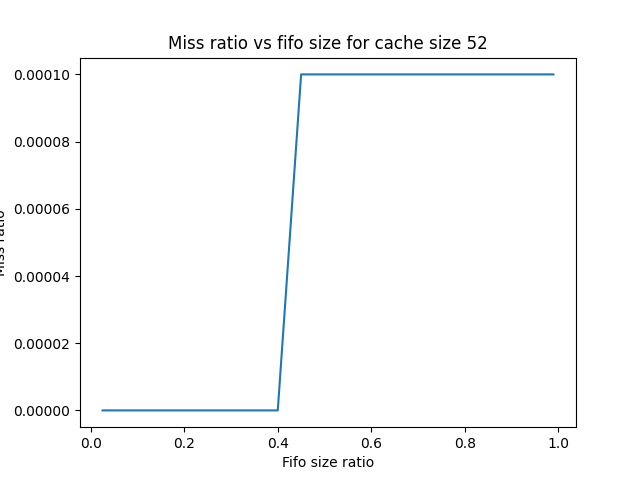 Miss ratio vs fifo size for cache size 52
0.00010
0.00008
0.00006
0.00004
0.00002
0.00000
Miss ratio
0.0 0.2 0.4 0.6 0.8 1.0
Fifo size ratio